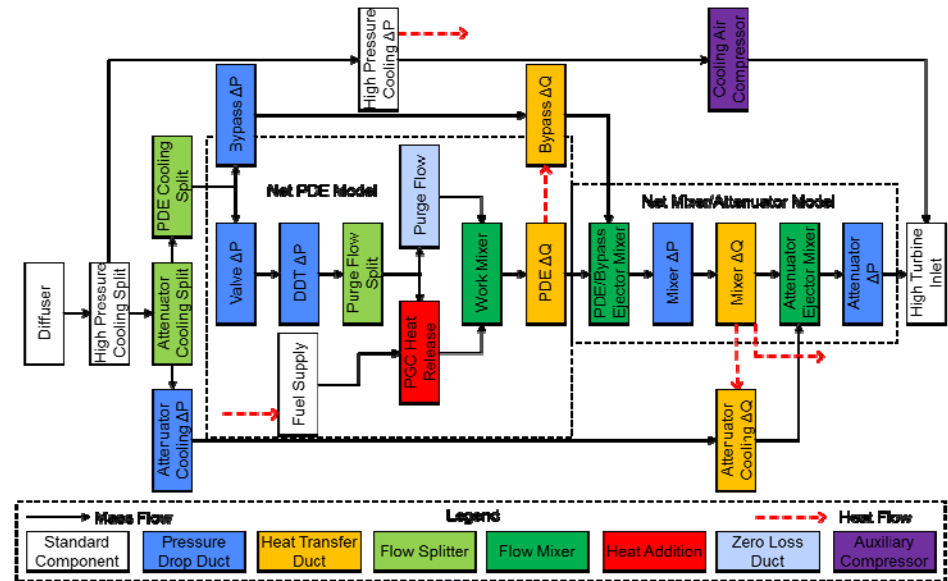 High Pressure
Cooling ΔP
Cooling Air
Compressor
Bypass ΔP
Bypass ΔQ
PDE Cooling
Split
Net PDE Model
Purge Flow
Net Mixer/Attenuator Model
Diffuser
High Pressure
Cooling Split
Attenuator
Cooling Split
Valve ΔP
DDT ΔP
Purge Flow
Split
Work Mixer
PDE ΔQ
PDE/Bypass
Ejector Mixer
Mixer ΔP
Mixer ΔQ
Attenuator
Ejector Mixer
Attenuator
ΔP
High Turbine
Inlet
Fuel Supply
PGC Heat
Release
Attenuator
Cooling ΔP
Attenuator
Cooling ΔQ
Mass Flow
Legend
Heat Flow
Standard
Component
Pressure
Drop Duct
Heat Transfer
Duct
Flow Splitter
Flow Mixer
Heat Addition
Zero Loss
Duct
Auxiliary
Compressor